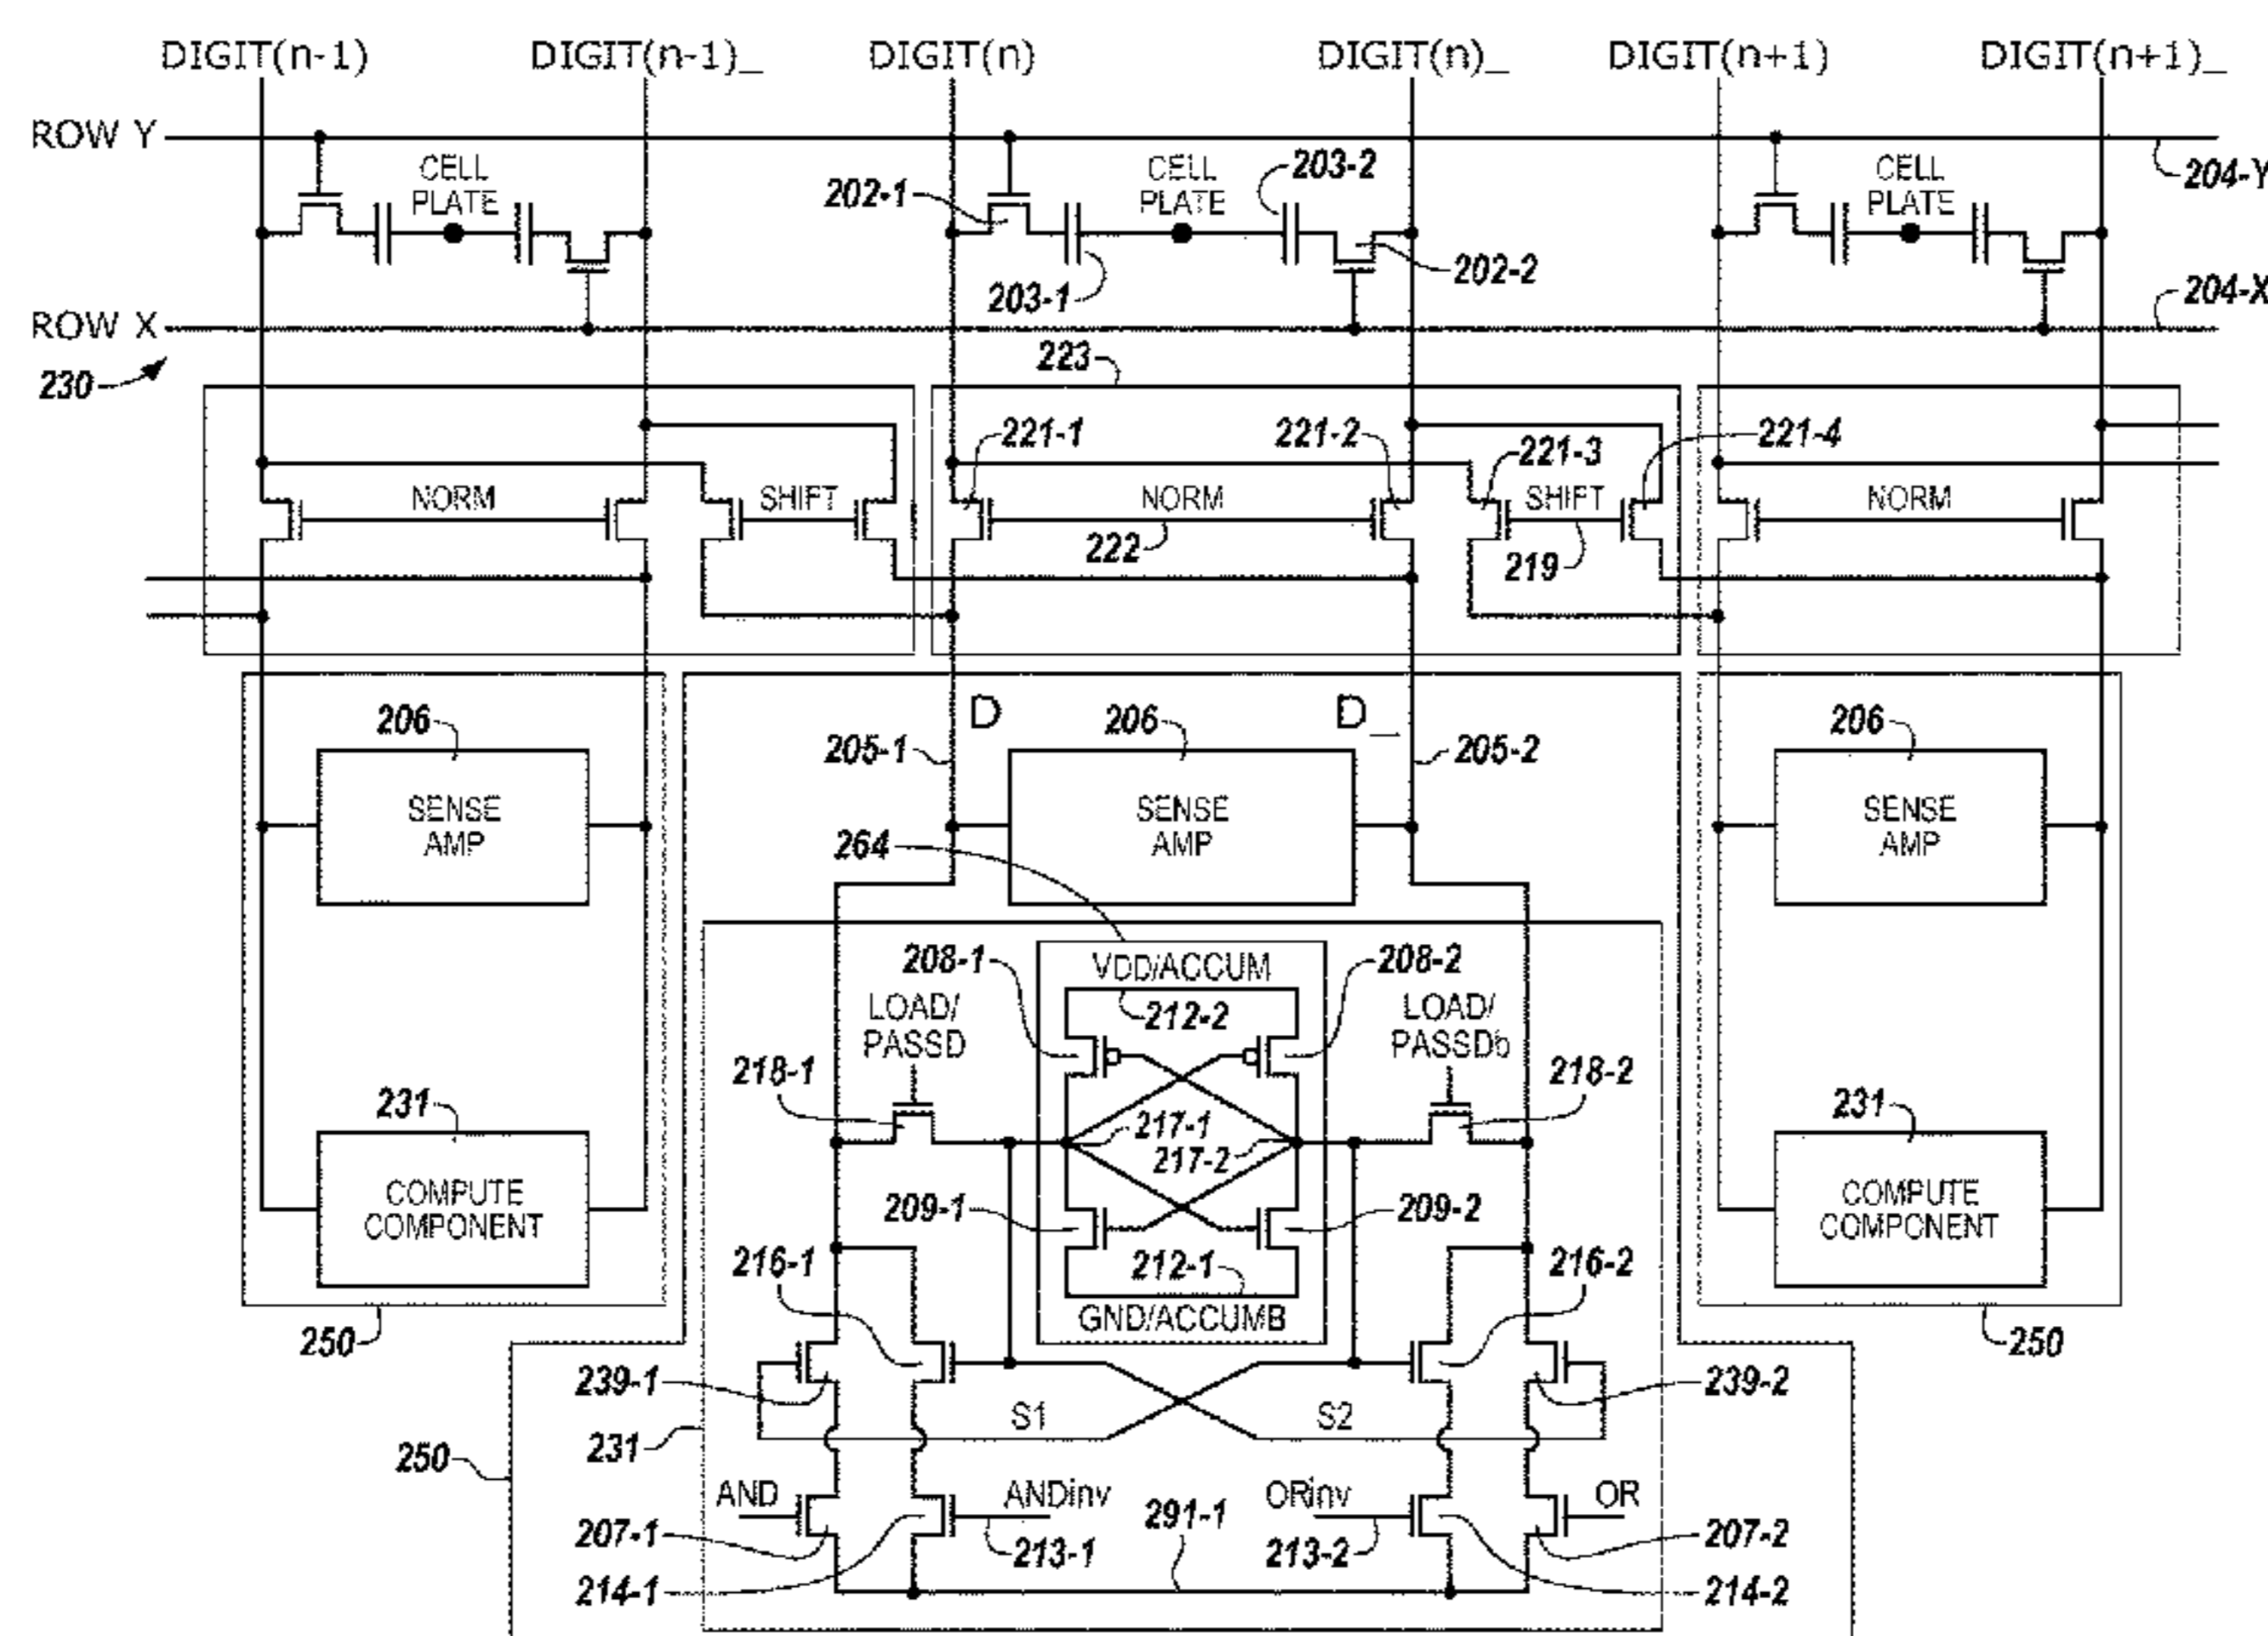 DIGIT(n-1) DIGIT(n-1)_ DIGIT(n) DIGIT(n)_ DIGIT(n+1) DIGIT(n+1)_
ROW Y
204-Y
CELL PLATE
202-1
CELL PLATE
203-2
CELL PLATE
203-1
202-2
204-X
ROW X
230
223
221-1
221-2
221-3
221-4
NORM
SHIFT
NORM
SHIFT
NORM
222
219
D
D_
206
205-1
206
205-2
206
SENSE AMP
SENSE AMP
SENSE AMP
264
208-1
VDD/ACCUM
208-2
LOAD/ PASSD
212-2
LOAD/ PASSDb
218-1
218-2
231
217-1
217-2
231
COMPUTE COMPONENT
209-1
209-2
COMPUTE COMPONENT
216-1
212-1
216-2
GND/ACCUMB
250
250
239-1
239-2
S1
S2
231
250
AND
ANDinv
ORinv
OR
291-1
207-1
213-1
213-2
207-2
214-1
214-2